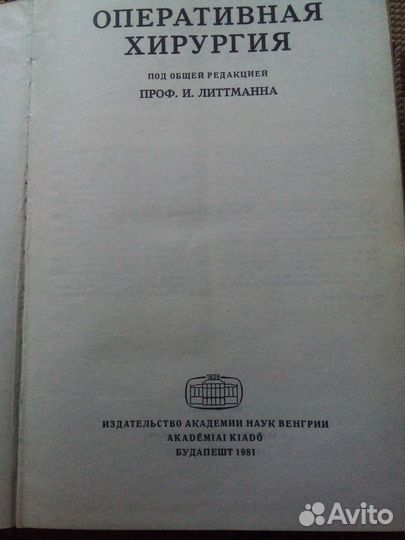 ОПЕРАТИВНАЯ
ХИРУРГИЯ
ПОД ОБЩЕЙ РЕДАКЦИЕЙ
ПРОФ. И. ЛИТТМАННА
1828
ИЗДАТЕЛЬСТВО АКАДЕМИИ НАУК ВЕНГРИИ
AKADÉMIAI KIADÓ
БУДАПЕШТ 1981
Avito